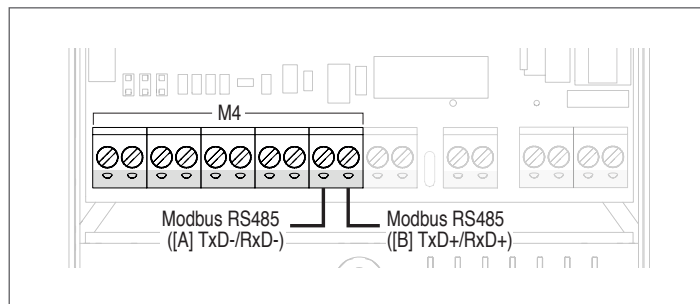 M4
Modbus RS485
([A] TxD-/RxD-)
Modbus RS485
([B] TxD+/RxD+)